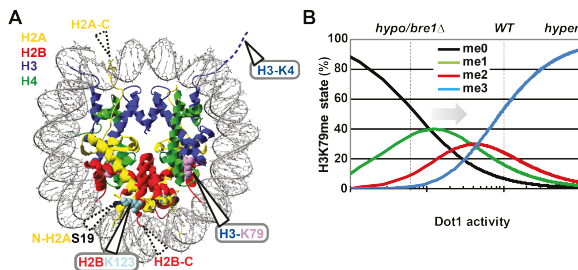 A
H2A-C
H2A
H2B
H3
H4
H3-K4
H3-K79
N-H2AS19
H2BK123
H2B-C
B
hypo/bre1Δ
WT
hyper
100
80
60
40
20
0
H3K79me state (%)
me0
me1
me2
me3
Dot1 activity